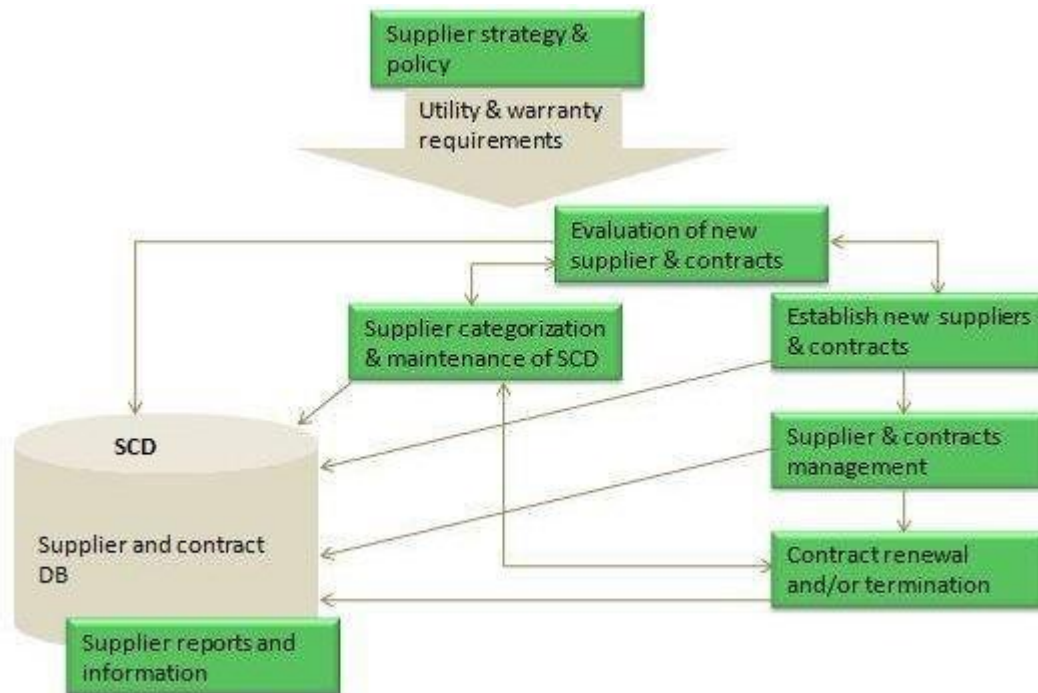 Supplier strategy &
policy
Utility & warranty
requirements
Evaluation of new
supplier & contracts
Supplier categorization
& maintenance of SCD
Establish new suppliers
& contracts
SCD
Supplier & contracts
management
Supplier and contract
DB
Contract renewal
and/or termination
Supplier reports and
information